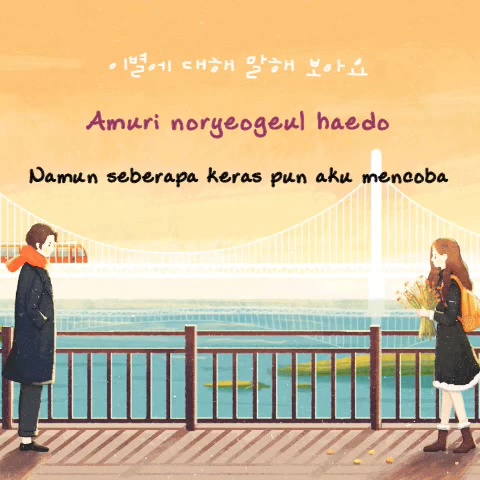 이별에 대해 말해 보아요
Amuri noryeogeul haedo
Namun seberapa keras pun aku mencoba